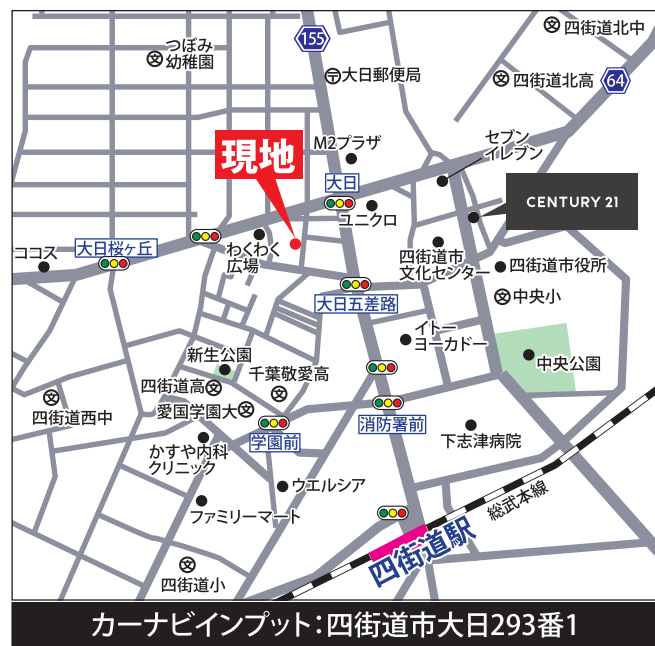 四街道北中
つぼみ
幼稚園
155
大日郵便局
四街道北高
64
M2プラザ
セブン
イレブン
現地
大日
ユニクロ
CENTURY 21
わくわく
広場
四街道市
文化センター
四街道市役所
ココス
大日桜ヶ丘
中央小
大日五差路
イトー
ヨーカドー
中央公園
新生公園
千葉敬愛高
四街道高
愛国学園大
四街道西中
学園前
消防署前
下志津病院
かすや内科
クリニック
ウエルシア
ファミリーマート
総武本線
四街道駅
四街道小
カーナビインプット：四街道市大日293番1